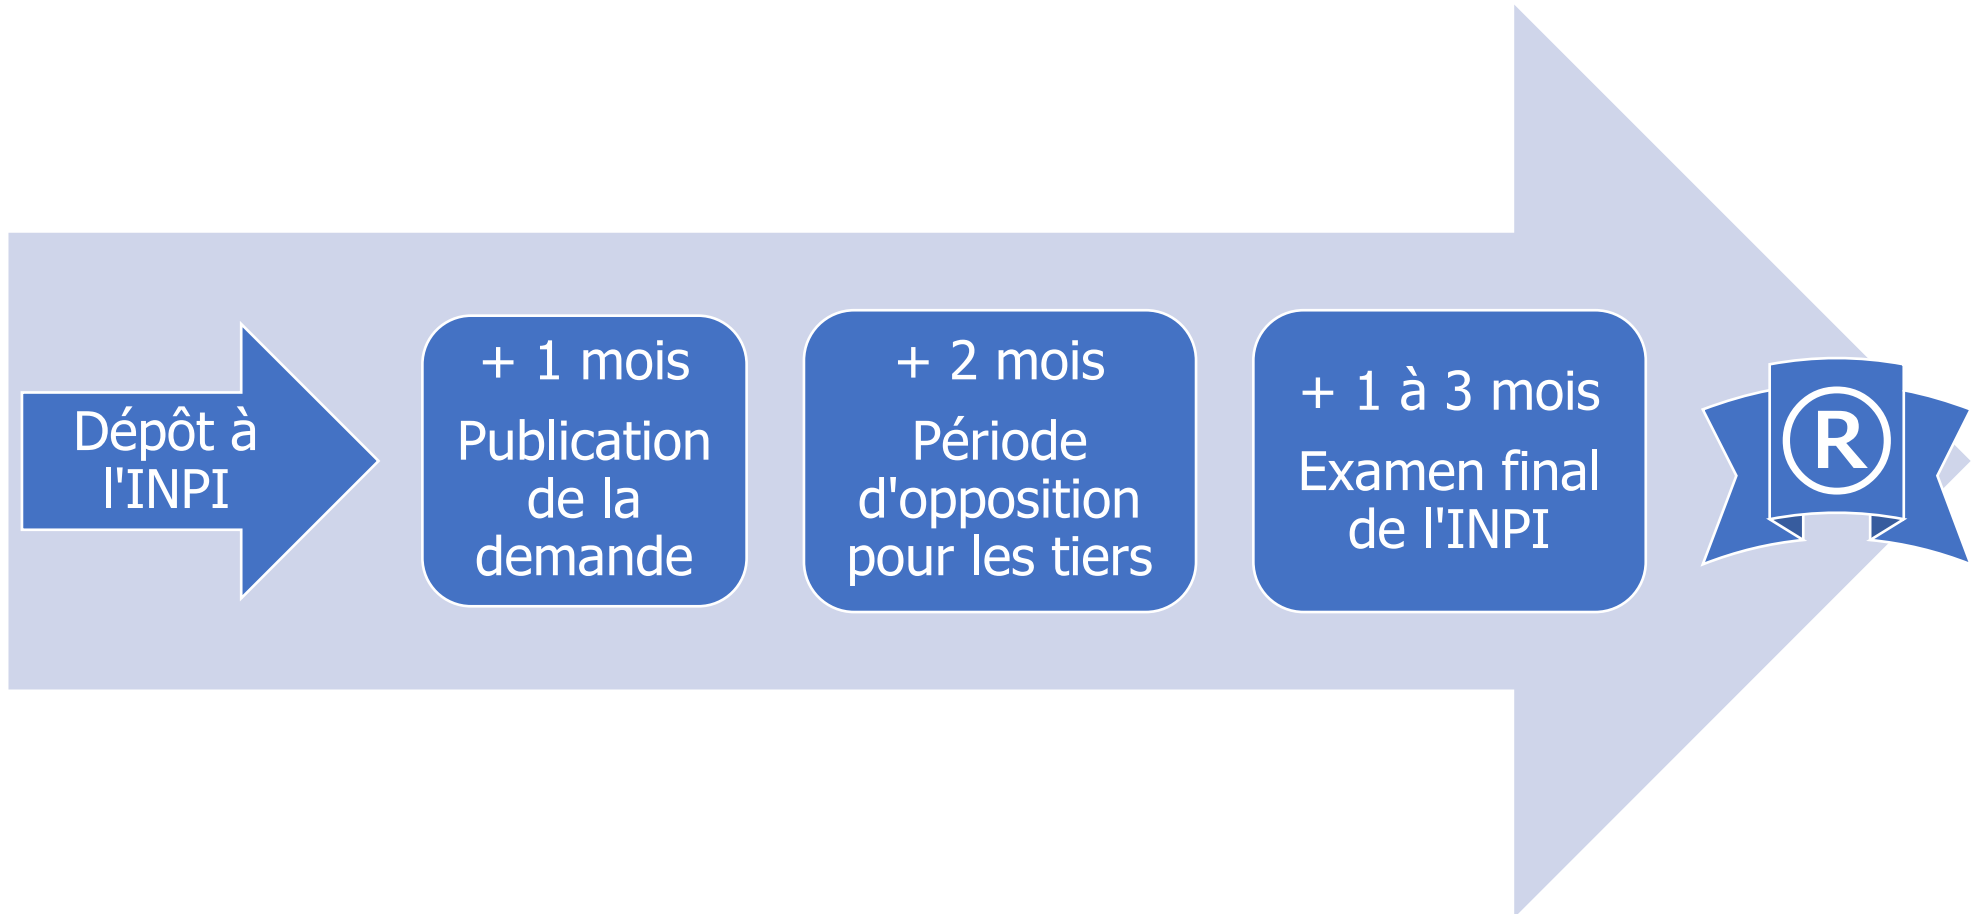 Dépôt à
l'INPI
+ 1 mois
Publication
de la
demande
+ 2 mois
Période
d'opposition
pour les tiers
+ 1 à 3 mois
Examen final
de l'INPI
®